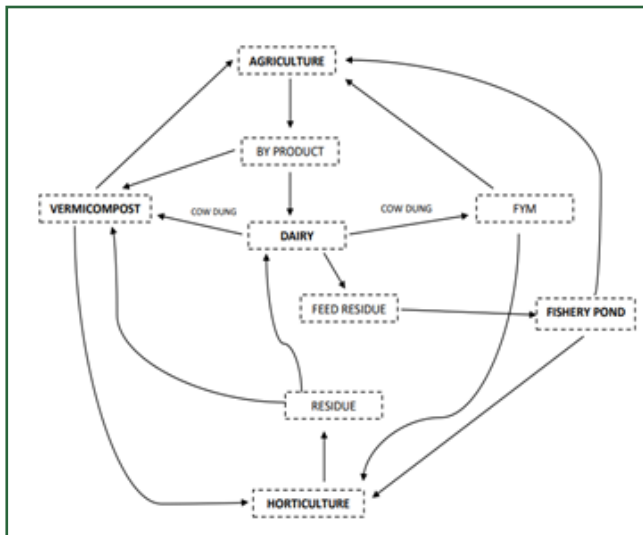 AGRICULTURE
BY PRODUCT
VERMICOMPOST
COW DUNG
COW DUNG
FYM
DAIRY
FEED RESIDUE
FISHERY POND
RESIDUE
HORTICULTURE